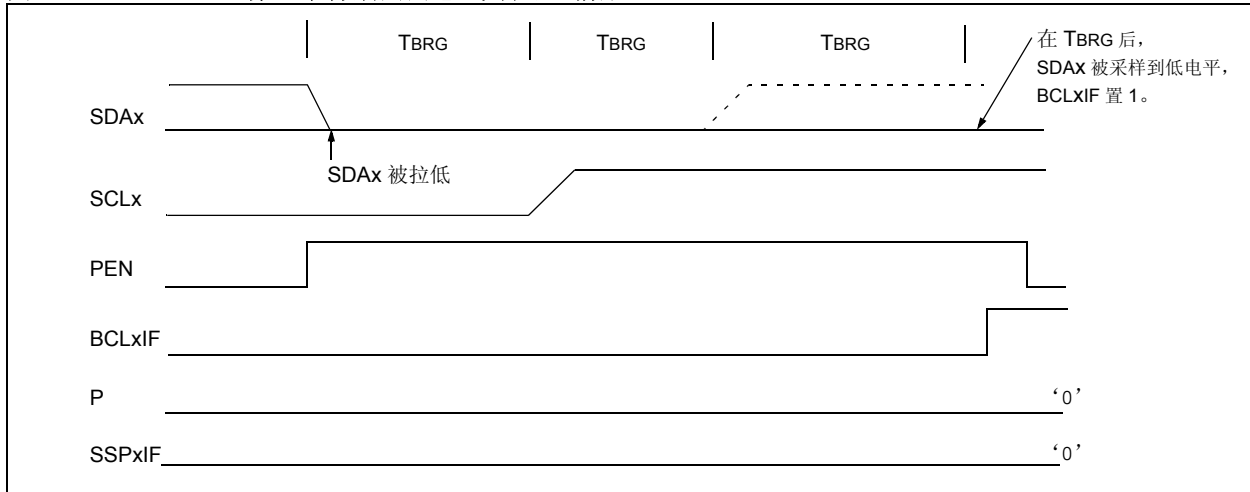 TBRG TBRG TBRG
在 TBRG 后，
SDAx 被采样到低电平，
BCLxIF 置 1。
SDAx
SDAx 被拉低
SCLx
PEN
BCLxIF
P
‘0’
SSPxIF
‘0’